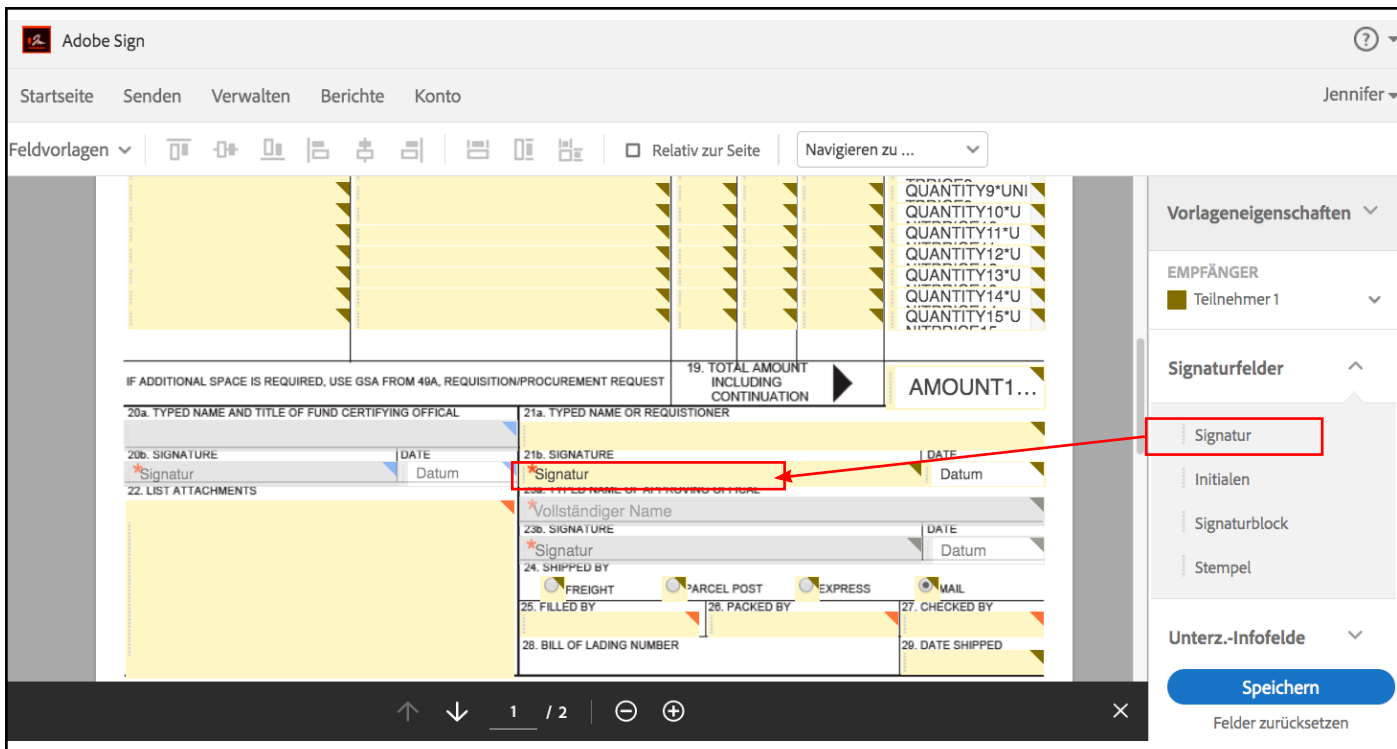 Adobe Sign
Startseite Senden Verwalten Berichte Konto Jennifer
Feldvorlagen Relativ zur Seite Navigieren zu ...
QUANTITY9*UNI
QUANTITY10*U
QUANTITY11*U
QUANTITY12*U
QUANTITY13*U
QUANTITY14*U
QUANTITY15*U
IF ADDITIONAL SPACE IS REQUIRED, USE GSA FROM 49A, REQUISITION/PROCUREMENT REQUEST
19. TOTAL AMOUNT
INCLUDING
CONTINUATION
AMOUNT1...
20a. TYPED NAME AND TITLE OF FUND CERTIFYING OFFICAL
21a. TYPED NAME OR REQUISTIONER
20b. SIGNATURE DATE
*Signatur Datum
21b. SIGNATURE DATE
*Signatur Datum
22. LIST ATTACHMENTS
23a. TYPED NAME OF APPROVING OFFICAL
*Vollständiger Name
23b. SIGNATURE DATE
*Signatur Datum
24. SHIPPED BY
FREIGHT PARCEL POST EXPRESS MAIL
25. FILLED BY 26. PACKED BY 27. CHECKED BY
28. BILL OF LADING NUMBER 29. DATE SHIPPED
1 / 2
Vorlageneigenschaften
EMPFÄNGER
Teilnehmer 1
Signaturfelder
Signatur
Initialen
Signaturblock
Stempel
Unterz.-Infofelde
Speichern
Felder zurücksetzen